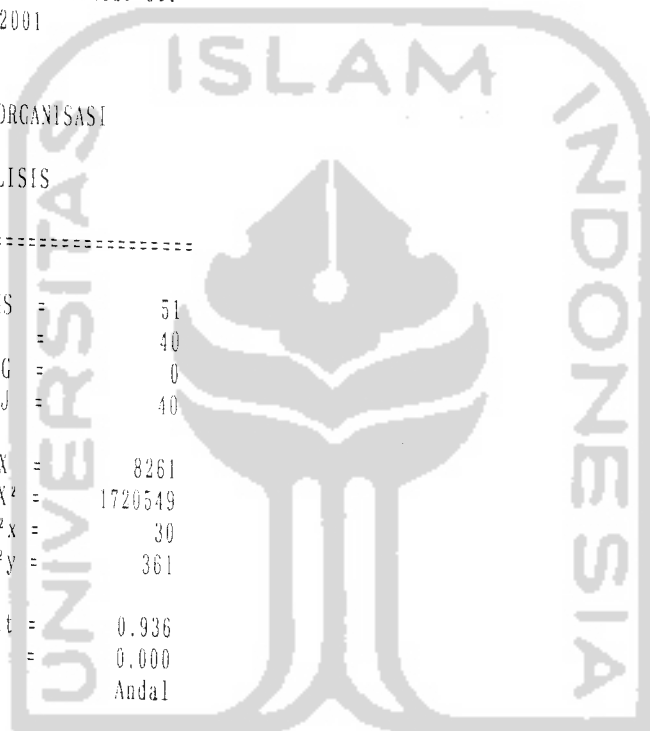 2001
ORGANISASI
LISIS
==================
S = 51
= 40
G = 0
J = 40
X = 8261
X² = 1720549
²x = 30
²y = 361
t = 0.936
= 0.000
Andal
UNIVERSITAS
ISLAM
INDONESIA